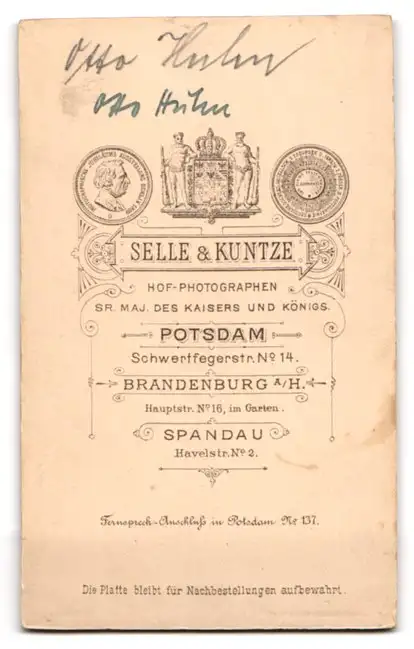 Otto Huhn
Otto Huhn
SELLE & KUNTZE
HOF-PHOTOGRAPHEN
SR. MAJ. DES KAISERS UND KÖNIGS.
POTSDAM
Schwertfegerstr. № 14.
BRANDENBURG A/H.
Hauptstr. № 16, im Garten.
SPANDAU
Havelstr. № 2.
Fernsprech-Anschluß in Potsdam № 137.
Die Platte bleibt für Nachbestellungen aufbewahrt.